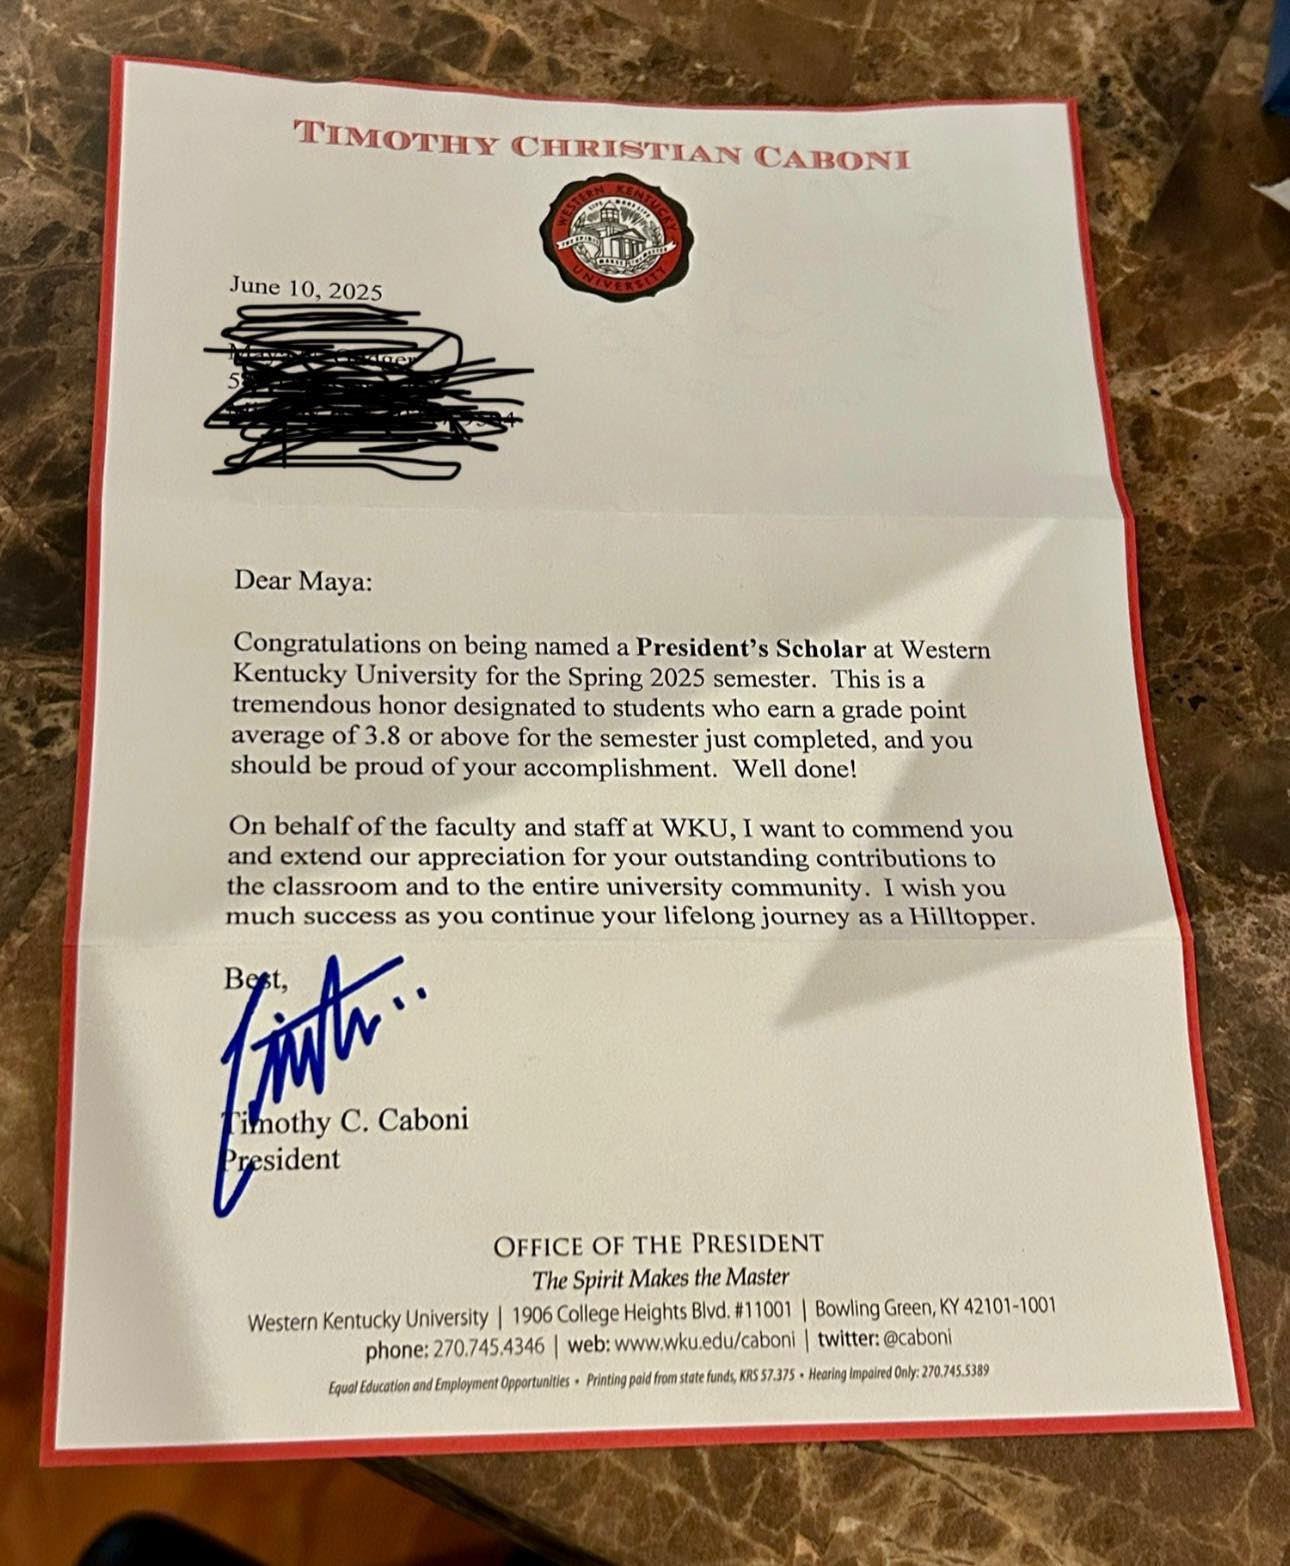 TIMOTHY CHRISTIAN CABONI
WESTERN KENTUCKY
UNIVERSITY
June 10, 2025
Dear Maya:
Congratulations on being named a President's Scholar at Western
Kentucky University for the Spring 2025 semester.  This is a
tremendous honor designated to students who earn a grade point
average of 3.8 or above for the semester just completed, and you
should be proud of your accomplishment.  Well done!
On behalf of the faculty and staff at WKU, I want to commend you
and extend our appreciation for your outstanding contributions to
the classroom and to the entire university community.  I wish you
much success as you continue your lifelong journey as a Hilltopper.
Best,
Timothy C. Caboni
President
OFFICE OF THE PRESIDENT
The Spirit Makes the Master
Western Kentucky University | 1906 College Heights Blvd. #11001 | Bowling Green, KY 42101-1001
phone: 270.745.4346 | web: www.wku.edu/caboni | twitter: @caboni
Equal Education and Employment Opportunities • Printing paid from state funds, KRS 57.375 • Hearing Impaired Only: 270.745.5389